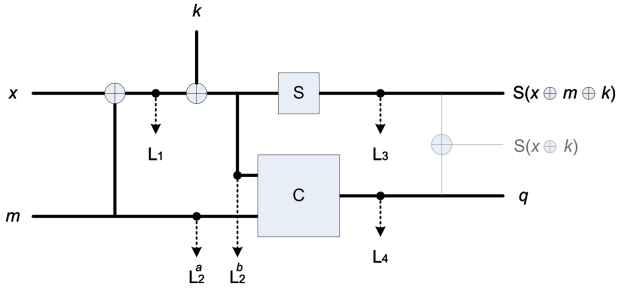 k
x
S
S(x ⊕ m ⊕ k)
L1
L3
S(x ⊕ k)
C
m
q
L2a
L2b
L4